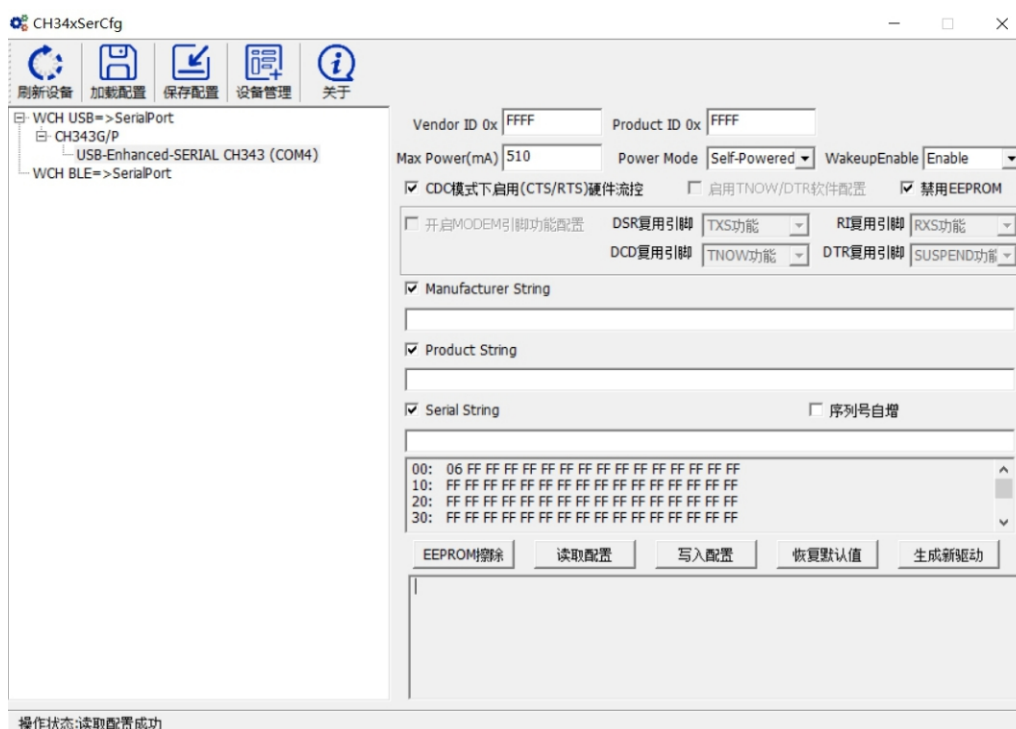 CH34xSerCfg
刷新设备 加载配置 保存配置 设备管理 关于
WCH USB=>SerialPort
CH343G/P
USB-Enhanced-SERIAL CH343 (COM4)
WCH BLE=>SerialPort
Vendor ID 0x FFFF Product ID 0x FFFF
Max Power(mA) 510 Power Mode Self-Powered WakeupEnable Enable
CDC模式下启用(CTS/RTS)硬件流控 启用TNOW/DTR软件配置 禁用EEPROM
开启MODEM引脚功能配置 DSR复用引脚 TXS功能 RI复用引脚 RXS功能
DCD复用引脚 TNOW功能 DTR复用引脚 SUSPEND功能
Manufacturer String
Product String
Serial String 序列号自增
00: 06 FF FF FF FF FF FF FF FF FF FF FF FF FF FF FF
10: FF FF FF FF FF FF FF FF FF FF FF FF FF FF FF FF
20: FF FF FF FF FF FF FF FF FF FF FF FF FF FF FF FF
30: FF FF FF FF FF FF FF FF FF FF FF FF FF FF FF FF
EEPROM擦除 读取配置 写入配置 恢复默认值 生成新驱动
操作状态:读取配置成功